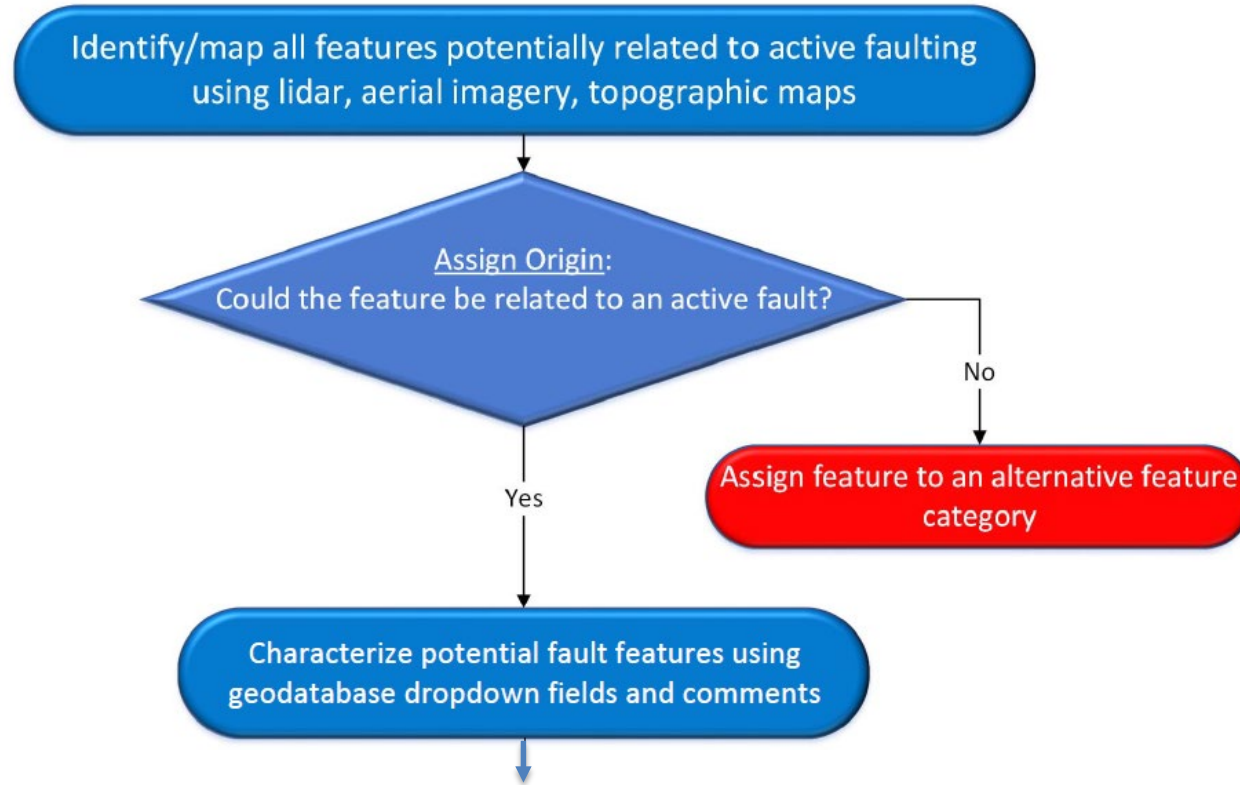 Identify/map all features potentially related to active faulting
using lidar, aerial imagery, topographic maps
Assign Origin:
Could the feature be related to an active fault?
No
Assign feature to an alternative feature
category
Yes
Characterize potential fault features using
geodatabase dropdown fields and comments